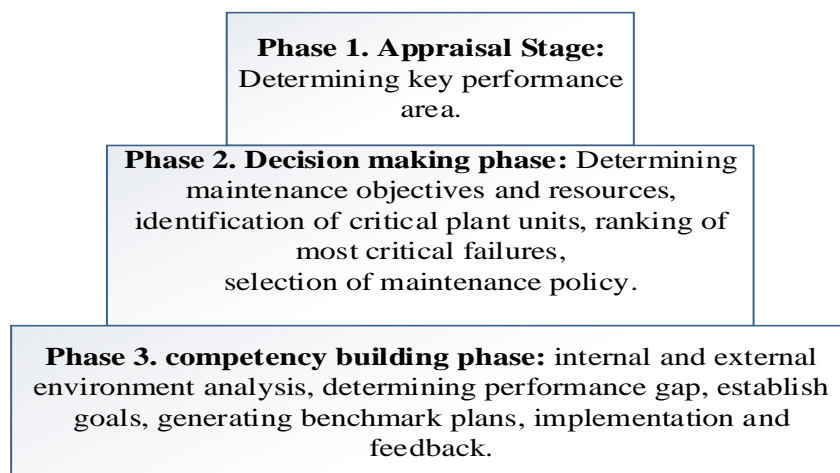 Phase 1. Appraisal Stage:
Determining key performance
area.
Phase 2. Decision making phase: Determining
maintenance objectives and resources,
identification of critical plant units, ranking of
most critical failures,
selection of maintenance policy.
Phase 3. competency building phase: internal and external
environment analysis, determining performance gap, establish
goals, generating benchmark plans, implementation and
feedback.